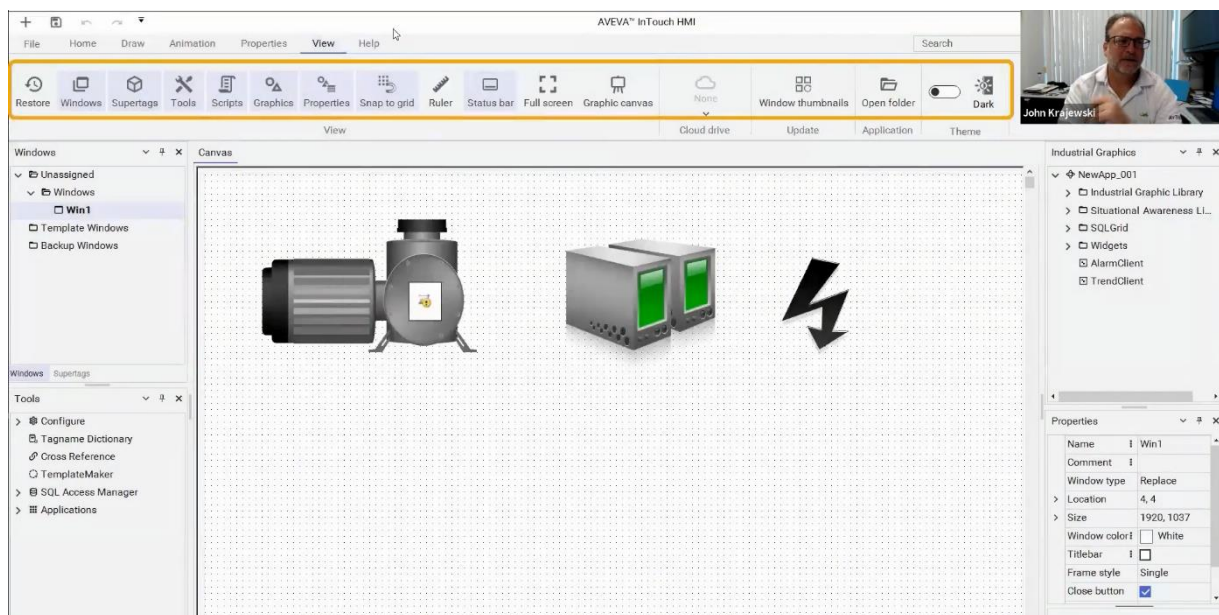 AVEVA™ InTouch HMI
File Home Draw Animation Properties View Help Search
Restore Windows Supertags Tools Scripts Graphics Properties Snap to grid Ruler Status bar Full screen Graphic canvas None Window thumbnails Open folder Dark
View Cloud drive Update Application Theme
John Krajewski
Windows
Unassigned
Windows
Win1
Template Windows
Backup Windows
Windows Supertags
Tools
Configure
Tagname Dictionary
Cross Reference
TemplateMaker
SQL Access Manager
Applications
Canvas
Industrial Graphics
NewApp_001
Industrial Graphic Library
Situational Awareness Li...
SQLGrid
Widgets
AlarmClient
TrendClient
Properties
Name Win1
Comment
Window type Replace
Location 4, 4
Size 1920, 1037
Window color White
Titlebar
Frame style Single
Close button